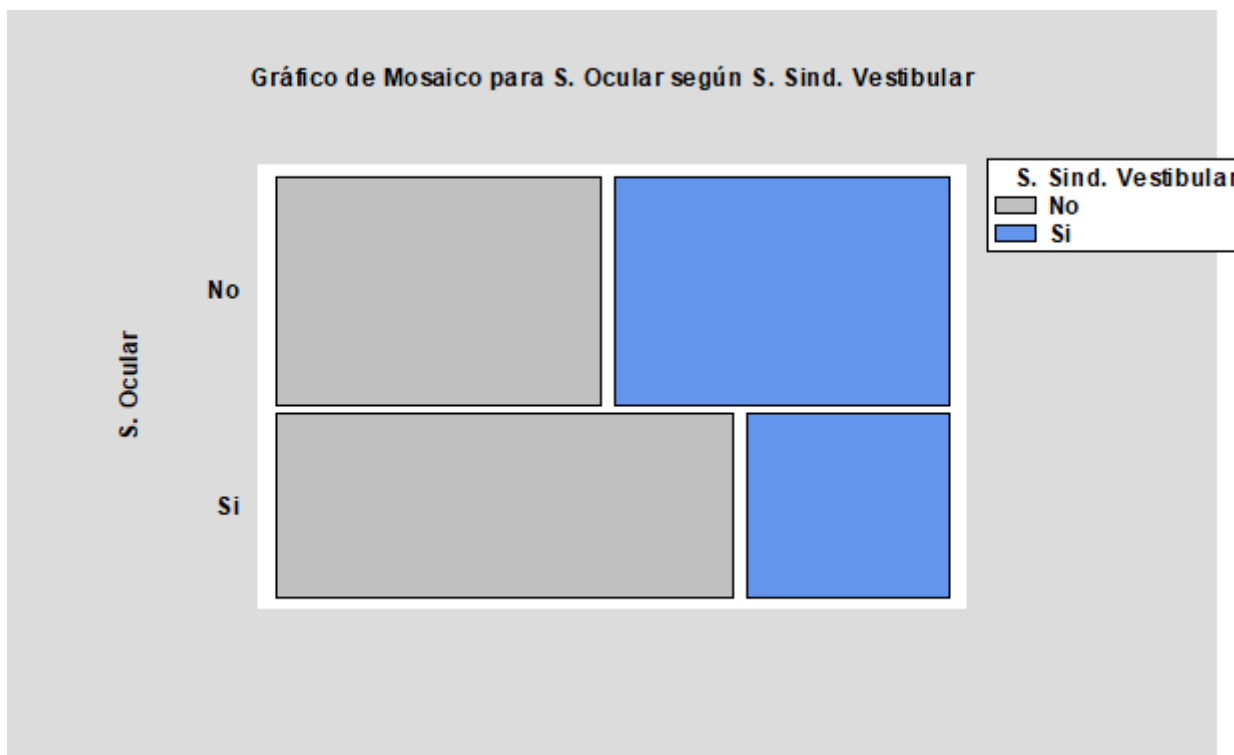 Gráfico de Mosaico para S. Ocular según S. Sind. Vestibular
S. Sind. Vestibular
No
Si
No
S. Ocular
Si